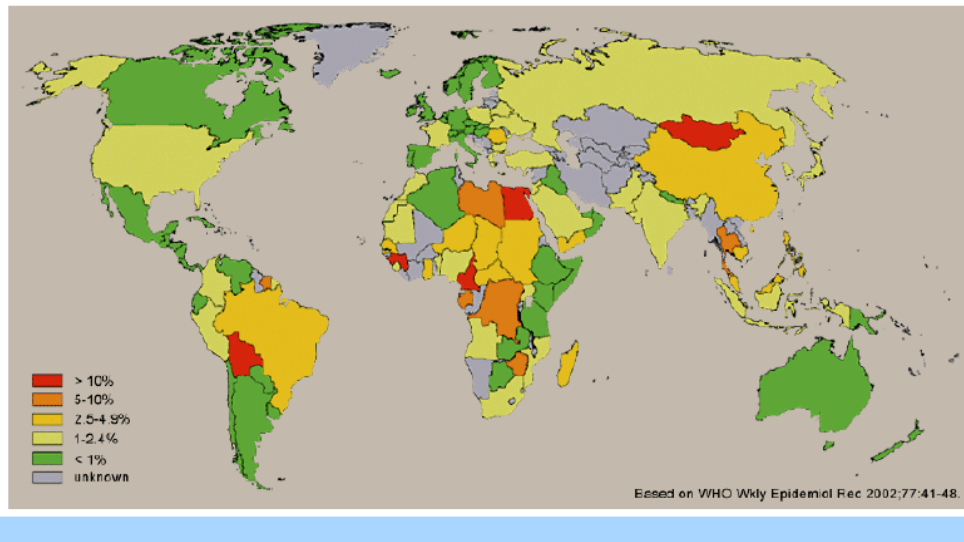 > 10%
5-10%
2.5-4.9%
1-2.4%
< 1%
unknown
Based on WHO Wkly Epidemiol Rec 2002;77:41-48.